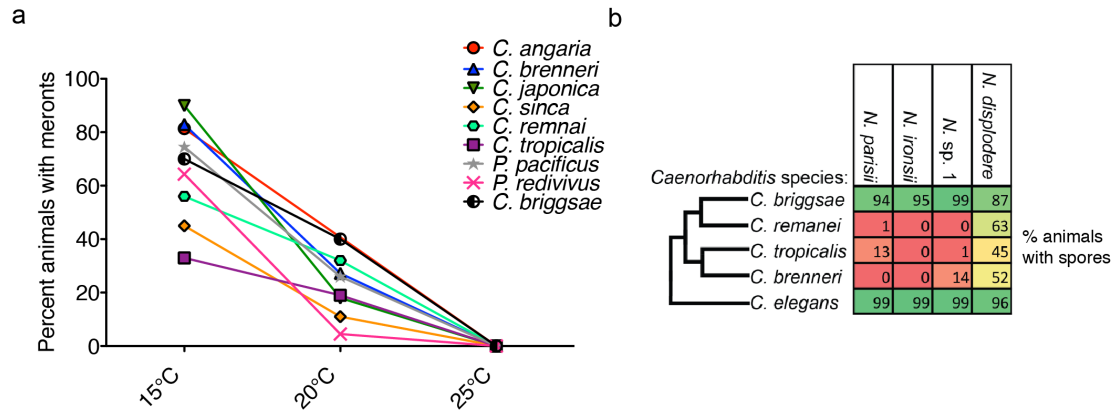 a
C. angaria
C. brenneri
C. japonica
C. sinca
C. remnai
C. tropicalis
P. pacificus
P. redivivus
C. briggsae
Percent animals with meronts
100
80
60
40
20
0
15°C
20°C
25°C
b
N. parisii
N. ironsii
N. sp. 1
N. displodere
Caenorhabditis species:
C. briggsae 94 95 99 87
C. remanei 1 0 0 63
C. tropicalis 13 0 1 45
C. brenneri 0 0 14 52
C. elegans 99 99 99 96
% animals
with spores